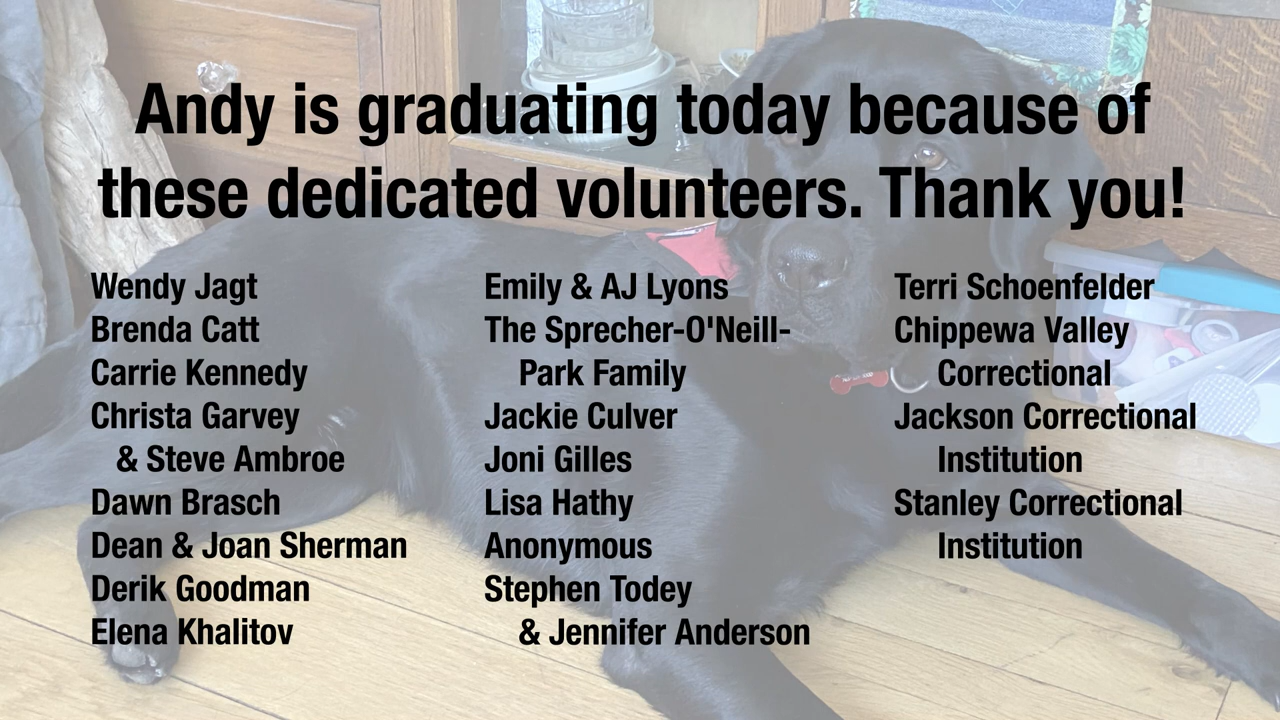 Andy is graduating today because of
these dedicated volunteers. Thank you!
Wendy Jagt
Brenda Catt
Carrie Kennedy
Christa Garvey
& Steve Ambroe
Dawn Brasch
Dean & Joan Sherman
Derik Goodman
Elena Khalitov
Emily & AJ Lyons
The Sprecher-O'Neill-
Park Family
Jackie Culver
Joni Gilles
Lisa Hathy
Anonymous
Stephen Todey
& Jennifer Anderson
Terri Schoenfelder
Chippewa Valley
Correctional
Jackson Correctional
Institution
Stanley Correctional
Institution